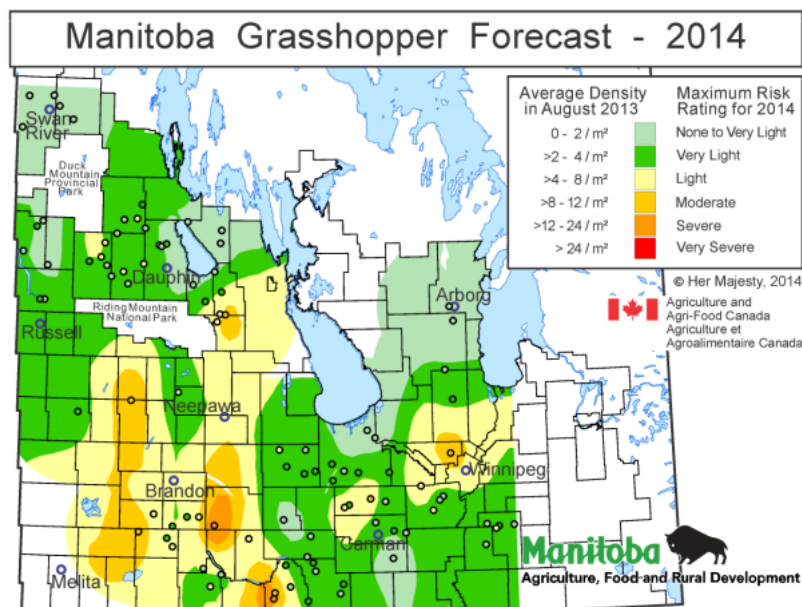 Manitoba Grasshopper Forecast - 2014
Average Density
in August 2013
Maximum Risk
Rating for 2014
0 - 2 / m² None to Very Light
>2 - 4 / m² Very Light
>4 - 8 / m² Light
>8 - 12 / m² Moderate
>12 - 24 / m² Severe
> 24 / m² Very Severe
© Her Majesty, 2014
Agriculture and
Agri-Food Canada
Agriculture et
Agroalimentaire Canada
Swan
River
Duck
Mountain
Provincial
Park
Dauphin
Arborg
Riding Mountain
National Park
Russell
Neepawa
Winnipeg
Brandon
Carman
Melita
Manitoba
Agriculture, Food and Rural Development